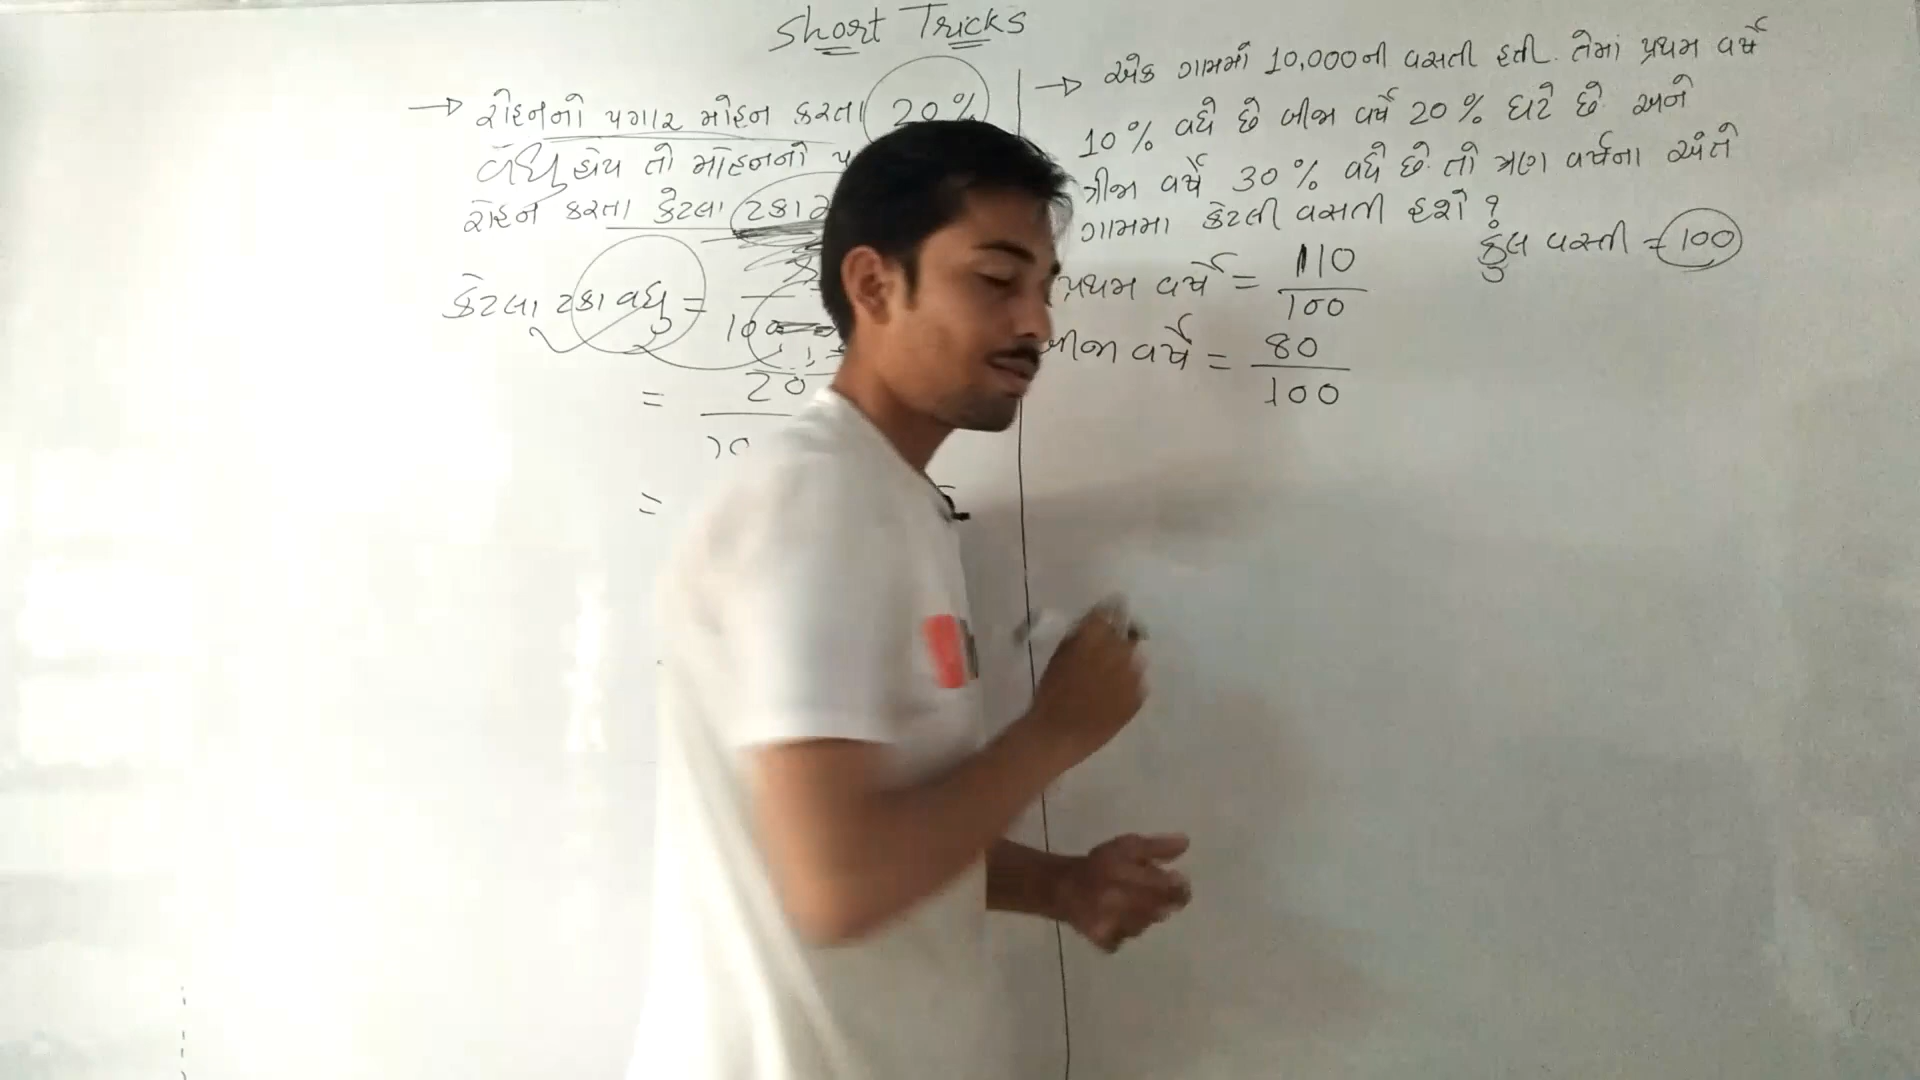 Short Tricks
→ રોહનનો પગાર મોહન કરતા 20%
વધુ હોય તો મોહનનો
રોહન કરતા કેટલા ટકા
કેટલા ટકા વધુ =
100
= 20
=
→ એક ગામમાં 10,000ની વસતી હતી. તેમાં પ્રથમ વર્ષે
10% વધે છે બીજા વર્ષે 20% ઘટે છે અને
ત્રીજા વર્ષે 30% વધે છે. તો ત્રણ વર્ષના અંતે
ગામમા કેટલી વસતી હશે ?
કુલ વસ્તી = 100
પ્રથમ વર્ષે = 110
100
વર્ષે = 80
100